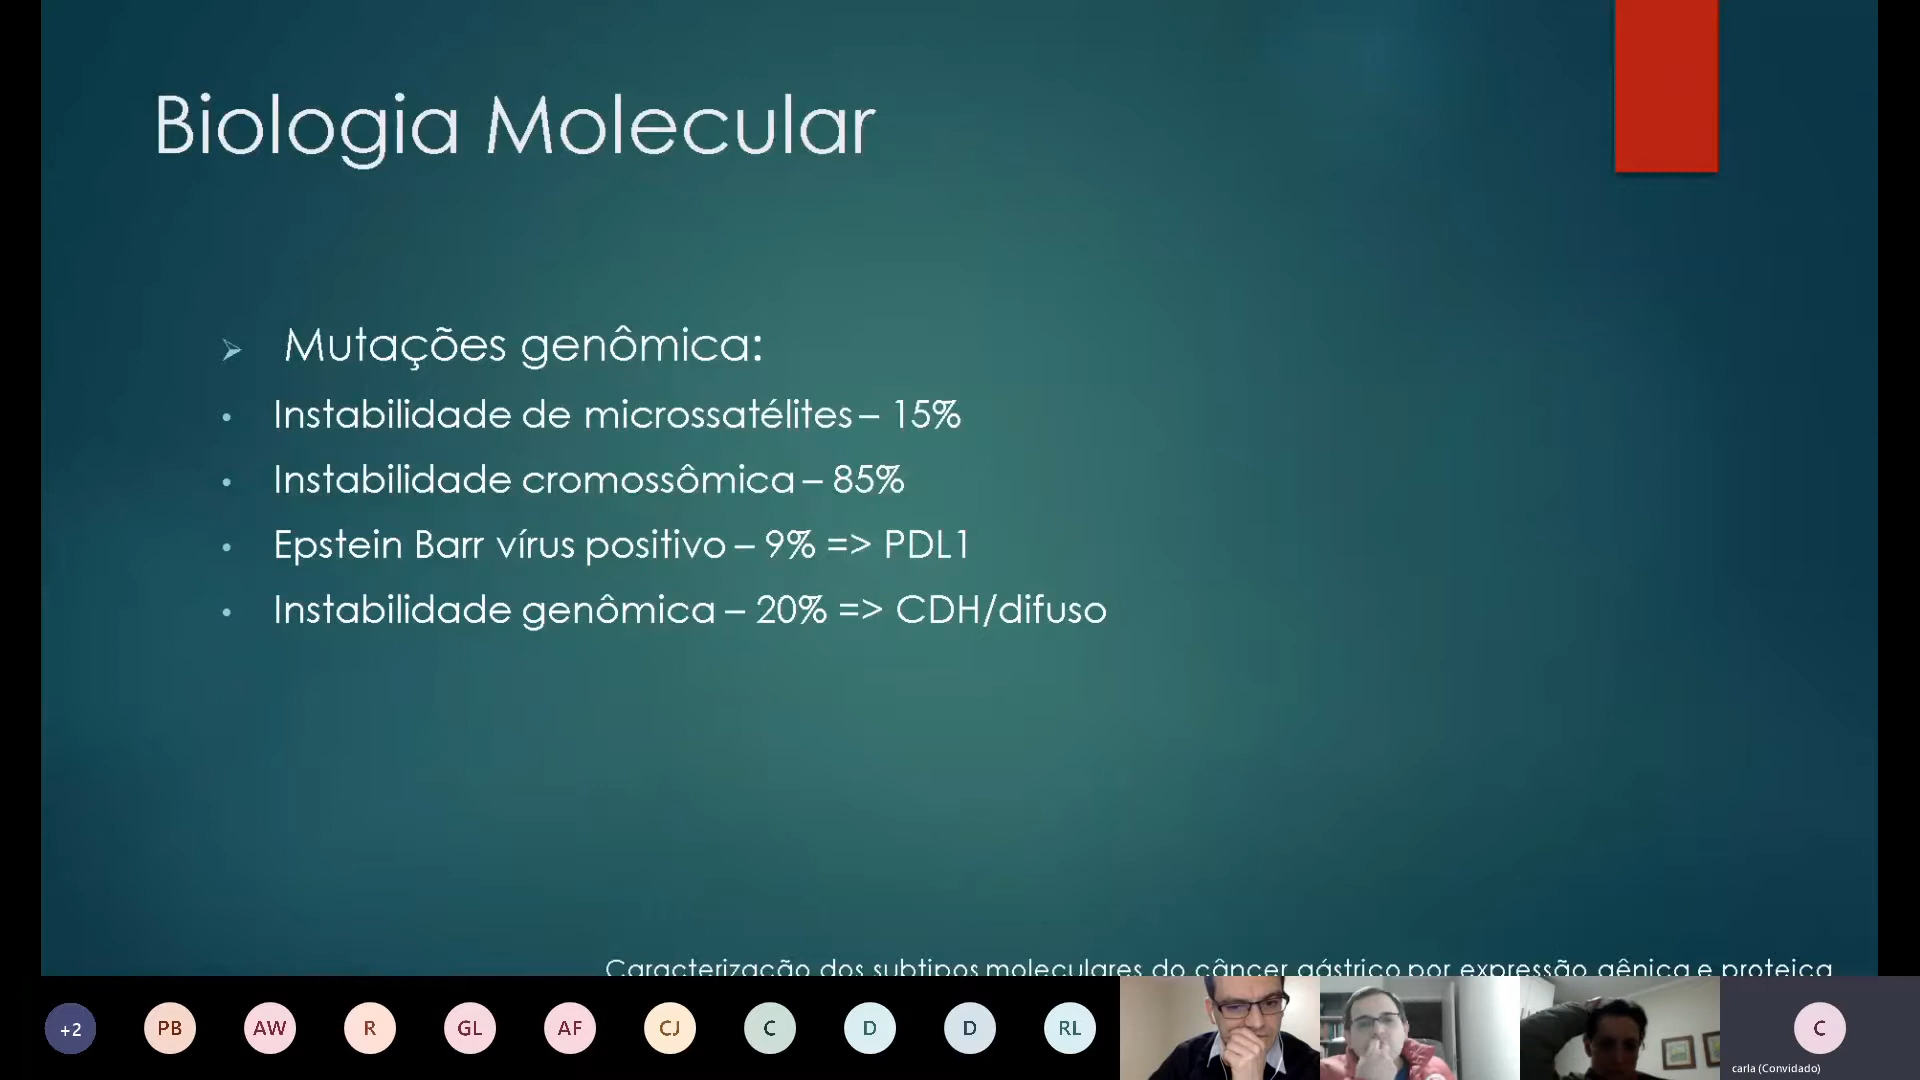 Biologia Molecular
Mutações genômica:
Instabilidade de microssatélites – 15%
Instabilidade cromossômica – 85%
Epstein Barr vírus positivo – 9% => PDL1
Instabilidade genômica – 20% => CDH/difuso
Caracterização dos subtipos moleculares do câncer gástrico por expressão gênica e proteica
+2 PB AW R GL AF CJ C D D RL C
carla (Convidado)